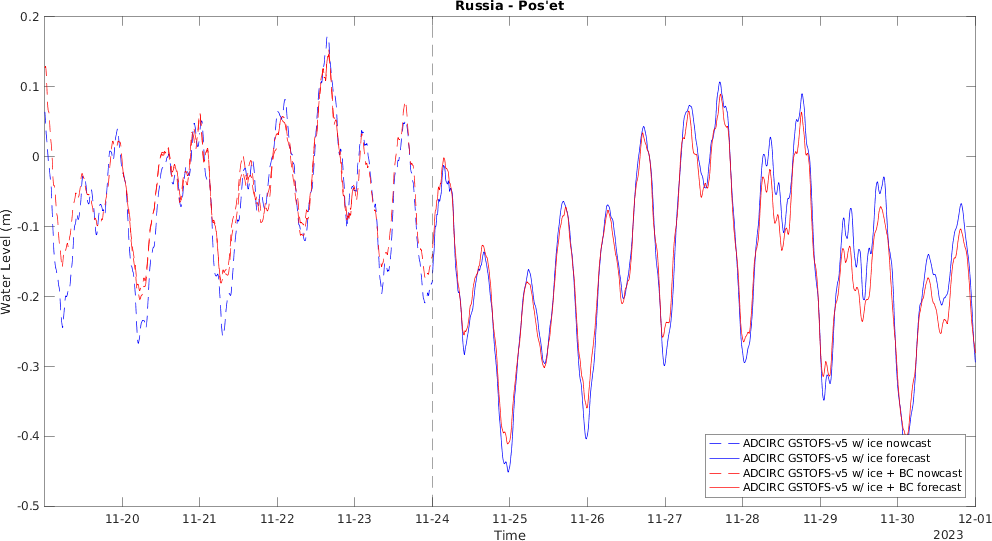 Russia - Pos'et
0.2
0.1
0
-0.1
-0.2
-0.3
-0.4
-0.5
Water Level (m)
ADCIRC GSTOFS-v5 w/ ice nowcast
ADCIRC GSTOFS-v5 w/ ice forecast
ADCIRC GSTOFS-v5 w/ ice + BC nowcast
ADCIRC GSTOFS-v5 w/ ice + BC forecast
11-20 11-21 11-22 11-23 11-24 11-25 11-26 11-27 11-28 11-29 11-30 12-01
Time
2023